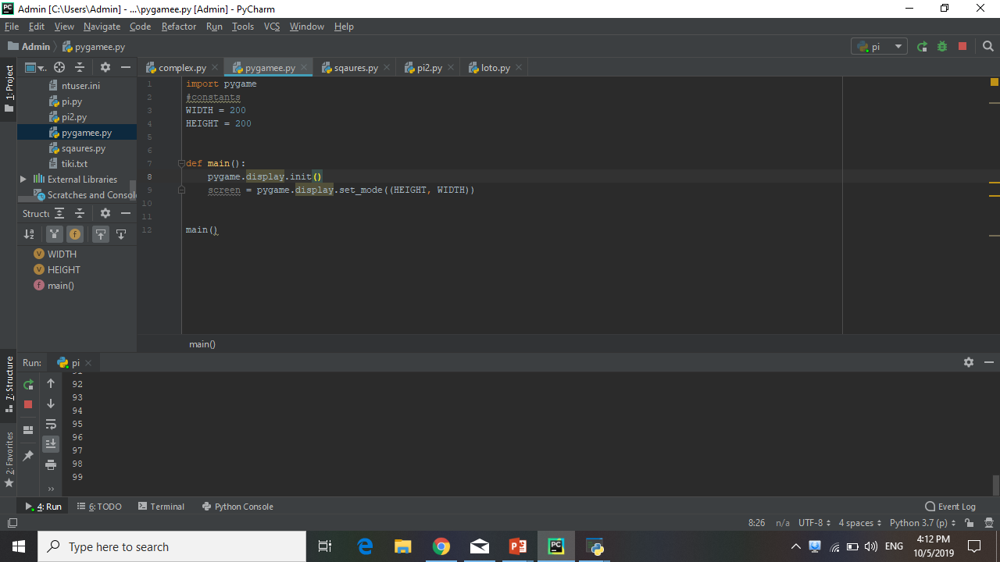 Admin [C:\Users\Admin] - ...\pygamee.py [Admin] - PyCharm
File Edit View Navigate Code Refactor Run Tools VCS Window Help
Admin pygamee.py pi
1: Project
complex.py pygamee.py sqaures.py pi2.py loto.py
ntuser.ini
pi.py
pi2.py
pygamee.py
sqaures.py
tiki.txt
External Libraries
Scratches and Consol
Structu
WIDTH
HEIGHT
main()
1 import pygame
2 #constants
3 WIDTH = 200
4 HEIGHT = 200
5
6
7 def main():
8 pygame.display.init()
9 screen = pygame.display.set_mode((HEIGHT, WIDTH))
10
11
12 main()
main()
7: Structure
2: Favorites
Run: pi
92
93
94
95
96
97
98
99
4: Run 6: TODO Terminal Python Console Event Log
8:26 n/a UTF-8 4 spaces Python 3.7 (p)
Type here to search
ENG
4:12 PM
10/5/2019